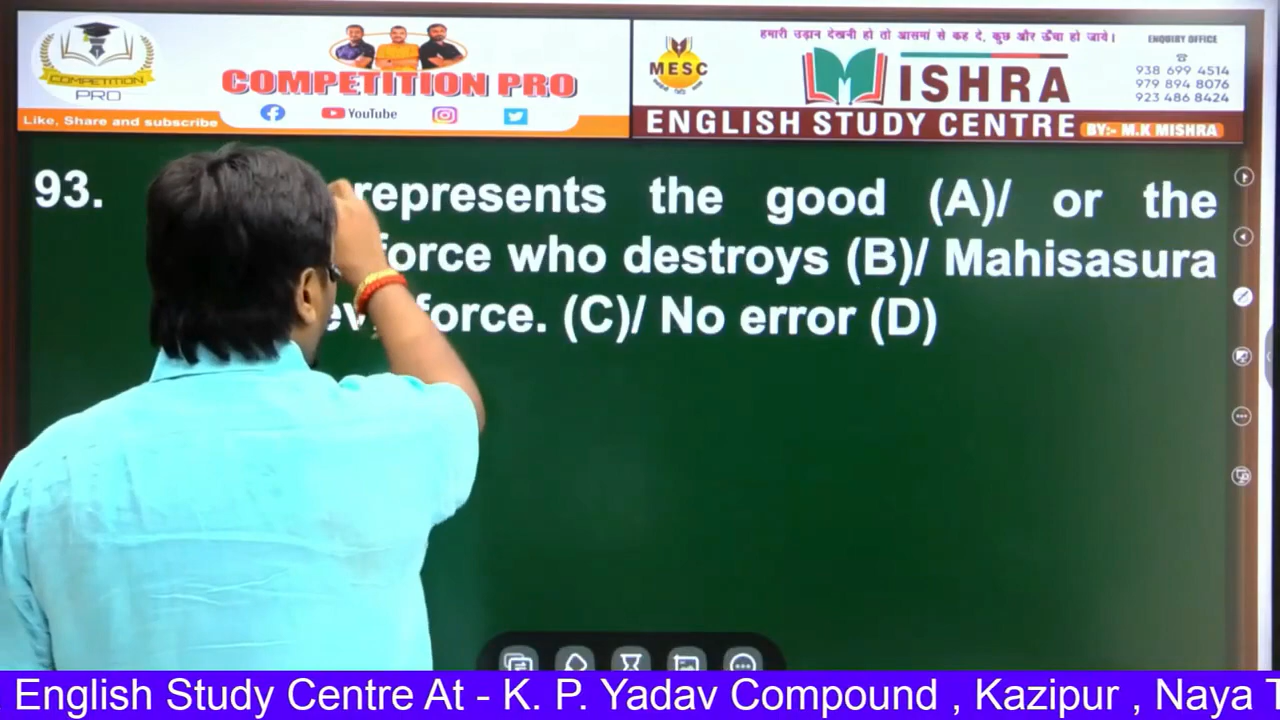 COMPETITION
PRO
COMPETITION PRO
Like, Share and subscribe
YouTube
हमारी उड़ान देखनी हो तो आसमां से कह दे, कुछ और ऊँचा हो जाये।
MESC
MISHRA
ENQUIRY OFFICE
938 699 4514
979 894 8076
923 486 8424
ENGLISH STUDY CENTRE BY:- M.K MISHRA
93. represents the good (A)/ or the
force who destroys (B)/ Mahisasura
force. (C)/ No error (D)
English Study Centre At - K. P. Yadav Compound , Kazipur , Naya T